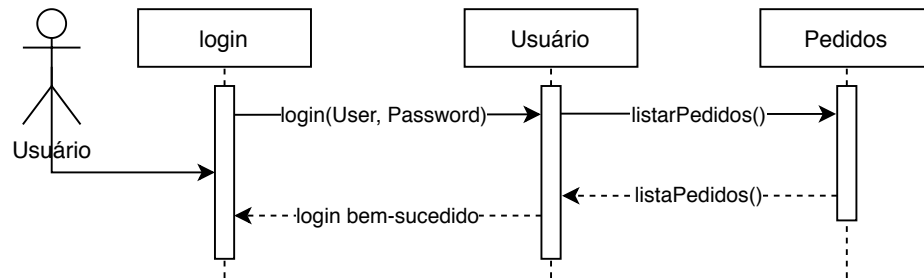 login
Usuário
Pedidos
Usuário
login(User, Password)
listarPedidos()
listaPedidos()
login bem-sucedido